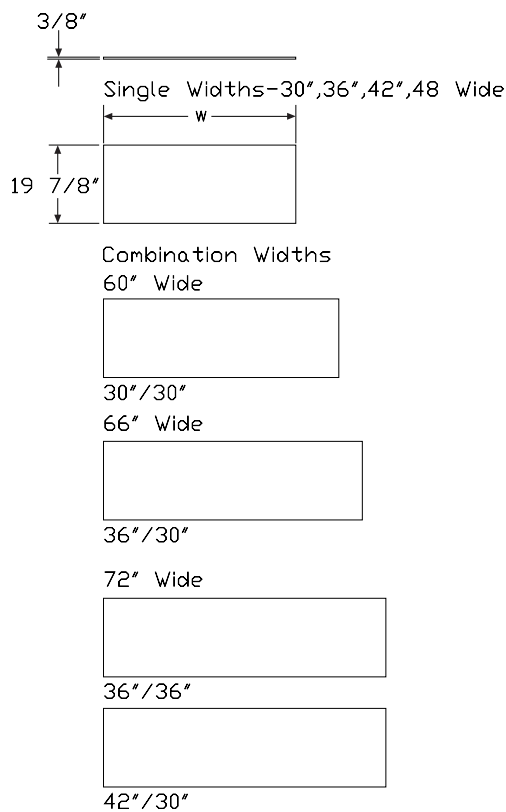 3/8"
Single Widths-30",36",42",48 Wide
W
19 7/8"
Combination Widths
60" Wide
30"/30"
66" Wide
36"/30"
72" Wide
36"/36"
42"/30"